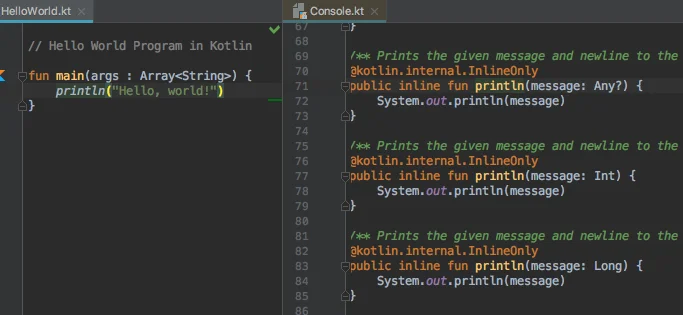 HelloWorld.kt
// Hello World Program in Kotlin
fun main(args : Array<String>) {
println("Hello, world!")
}
Console.kt
67 }
68
69 /** Prints the given message and newline to the
70 @kotlin.internal.InlineOnly
71 public inline fun println(message: Any?) {
72 System.out.println(message)
73 }
74
75 /** Prints the given message and newline to the
76 @kotlin.internal.InlineOnly
77 public inline fun println(message: Int) {
78 System.out.println(message)
79 }
80
81 /** Prints the given message and newline to the
82 @kotlin.internal.InlineOnly
83 public inline fun println(message: Long) {
84 System.out.println(message)
85 }
86